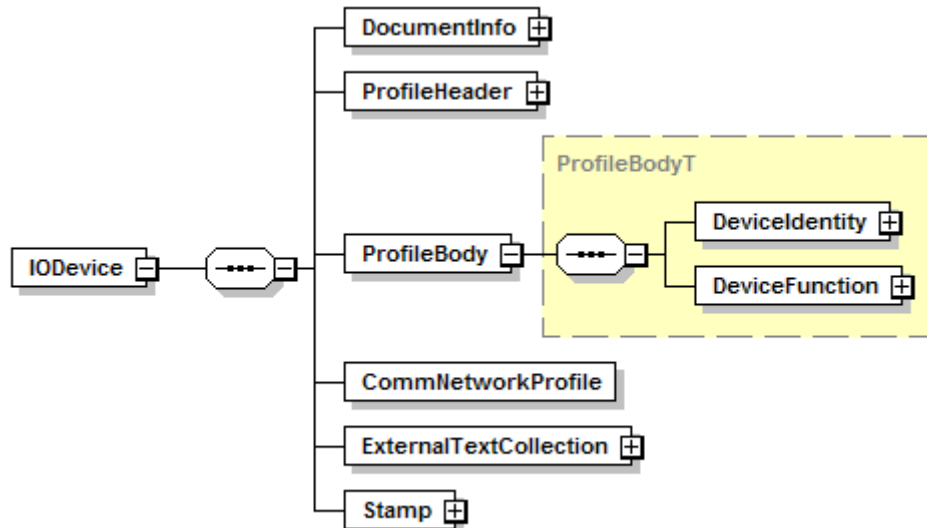 DocumentInfo
ProfileHeader
ProfileBodyT
DeviceIdentity
IODevice
ProfileBody
DeviceFunction
CommNetworkProfile
ExternalTextCollection
Stamp